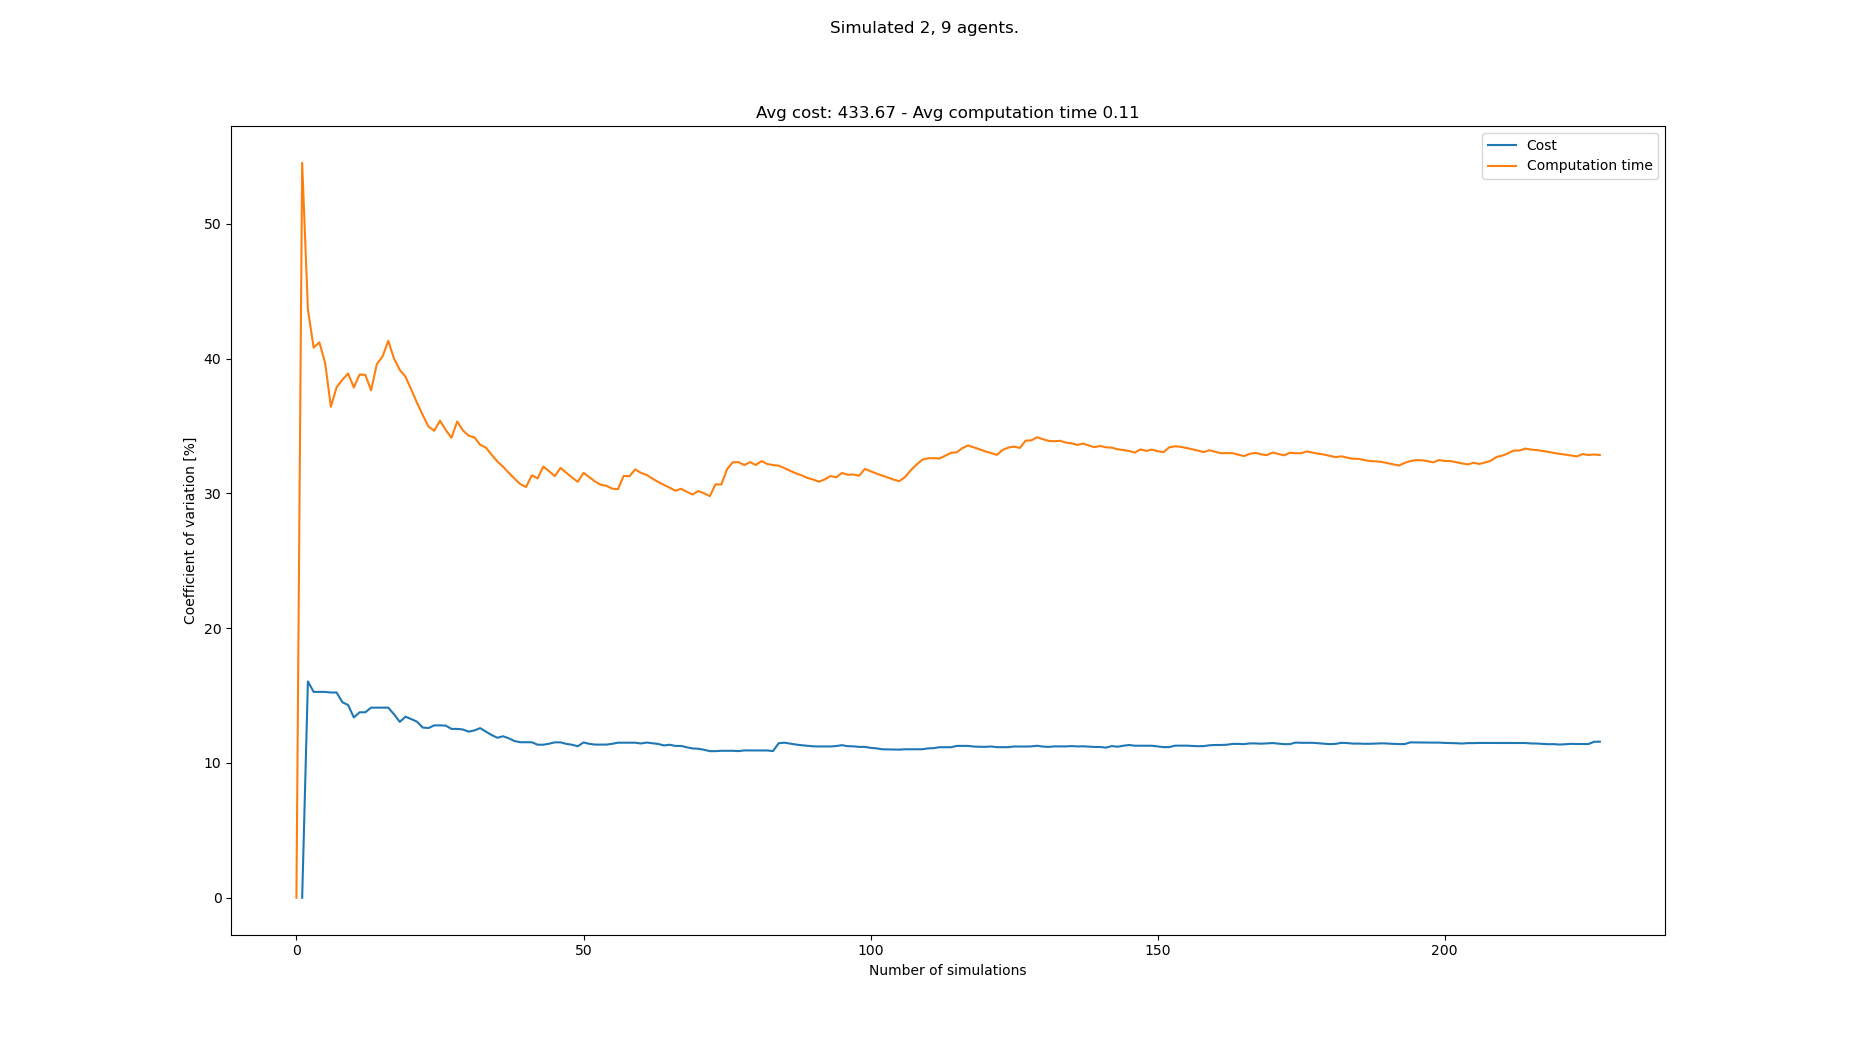 Simulated 2, 9 agents.
Avg cost: 433.67 - Avg computation time 0.11
Cost
Computation time
50
40
30
20
10
0
Coefficient of variation [%]
0 50 100 150 200
Number of simulations